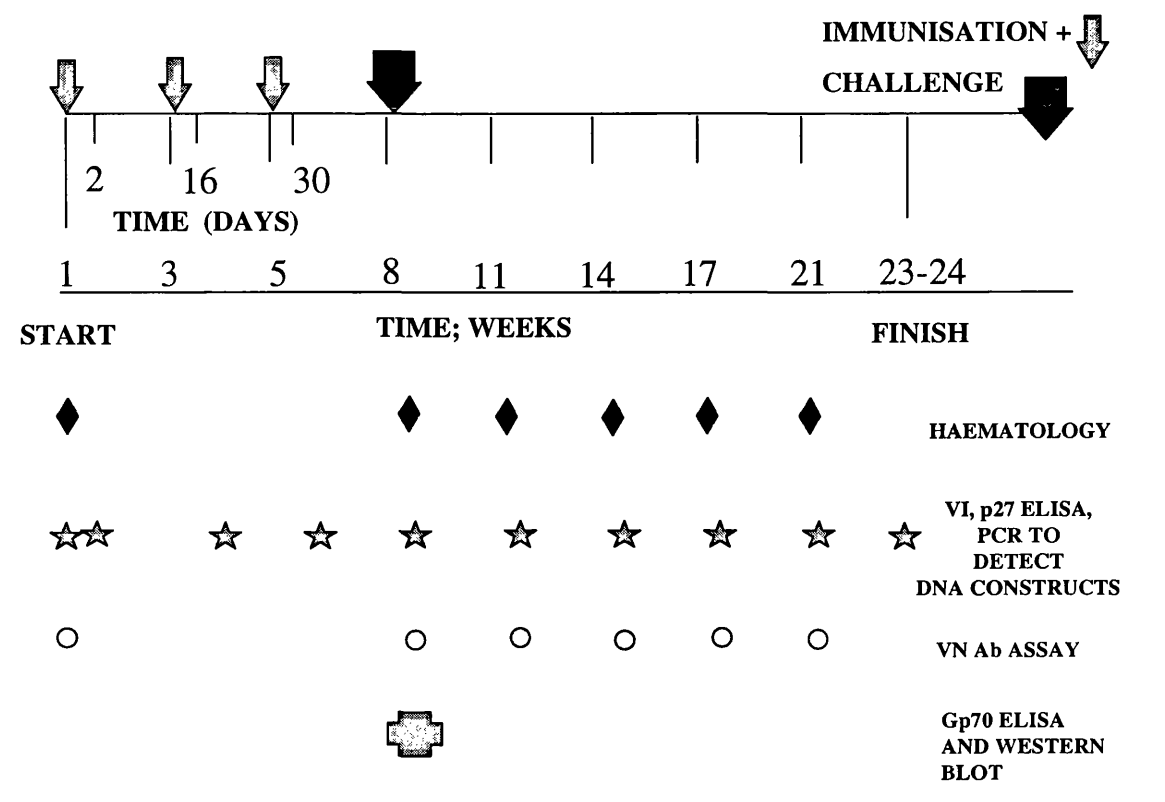 IMMUNISATION +
CHALLENGE
2 16 30
TIME (DAYS)
1 3 5 8 11 14 17 21 23-24
START TIME; WEEKS FINISH
HAEMATOLOGY
VI, p27 ELISA,
PCR TO
DETECT
DNA CONSTRUCTS
VN Ab ASSAY
Gp70 ELISA
AND WESTERN
BLOT